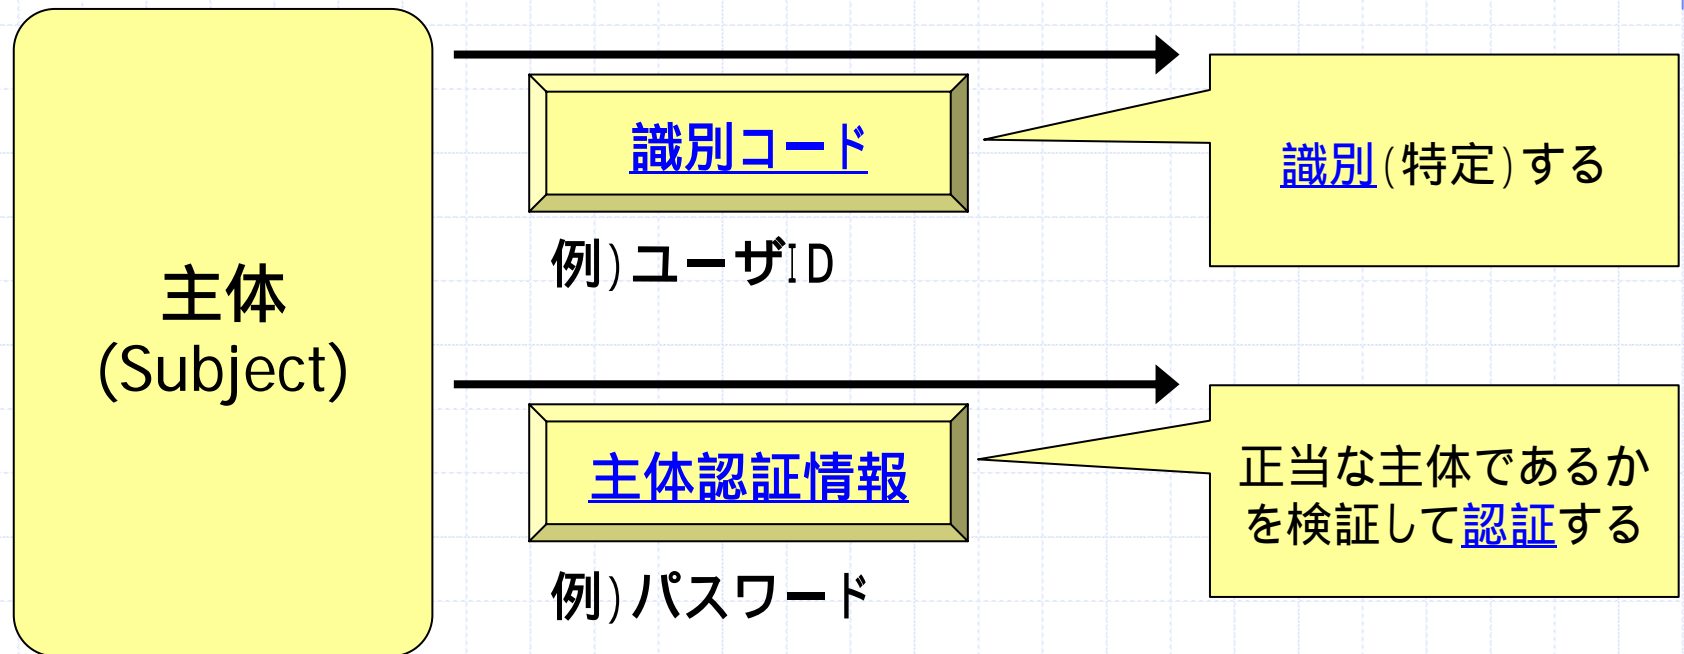 主体
(Subject)
識別コード
例)ユーザID
識別(特定)する
主体認証情報
例)パスワード
正当な主体であるか
を検証して認証する